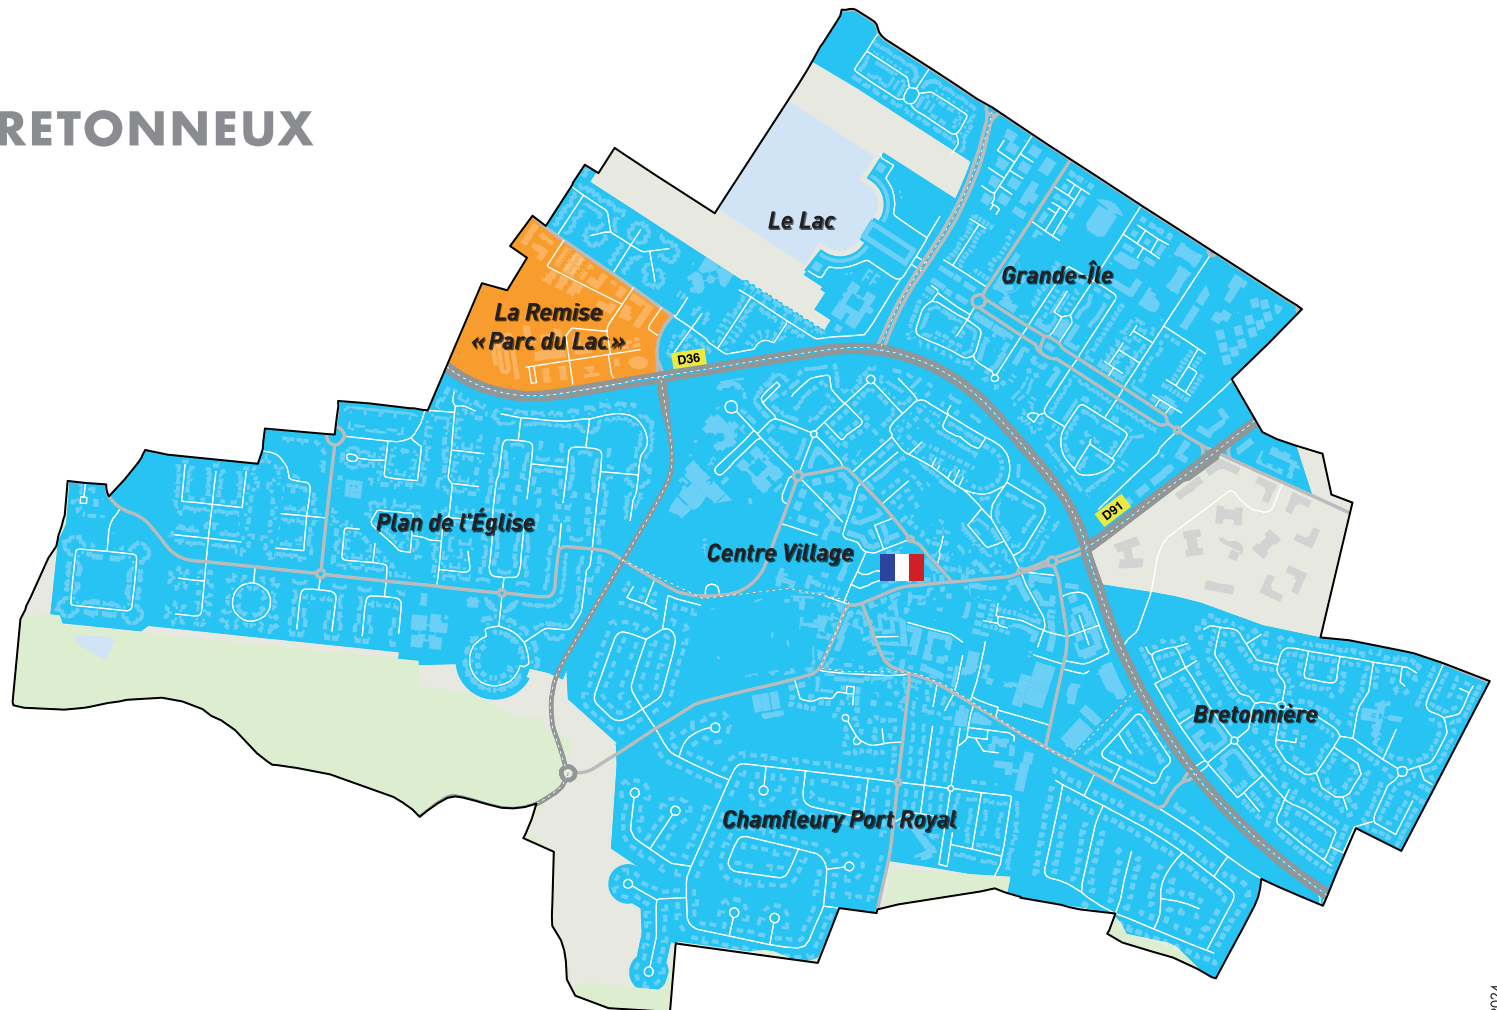 RETONNEUX
Le Lac
Grande-Île
La Remise
« Parc du Lac »
D36
D91
Plan de l'Église
Centre Village
Bretonnière
Chamfleury Port Royal
2024